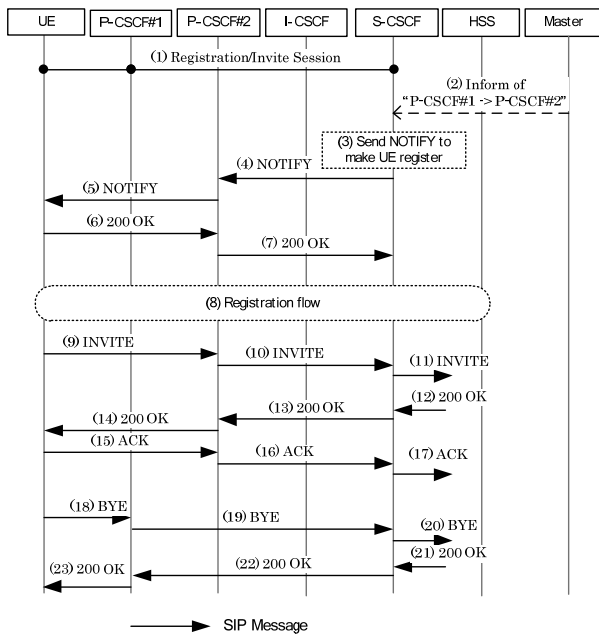 UE P-CSCF#1 P-CSCF#2 I-CSCF S-CSCF HSS Master
(1) Registration/Invite Session
(2) Inform of
“P-CSCF#1 -> P-CSCF#2”
(3) Send NOTIFY to
make UE register
(4) NOTIFY
(5) NOTIFY
(6) 200 OK
(7) 200 OK
(8) Registration flow
(9) INVITE
(10) INVITE
(11) INVITE
(12) 200 OK
(13) 200 OK
(14) 200 OK
(15) ACK
(16) ACK
(17) ACK
(18) BYE
(19) BYE
(20) BYE
(21) 200 OK
(22) 200 OK
(23) 200 OK
SIP Message